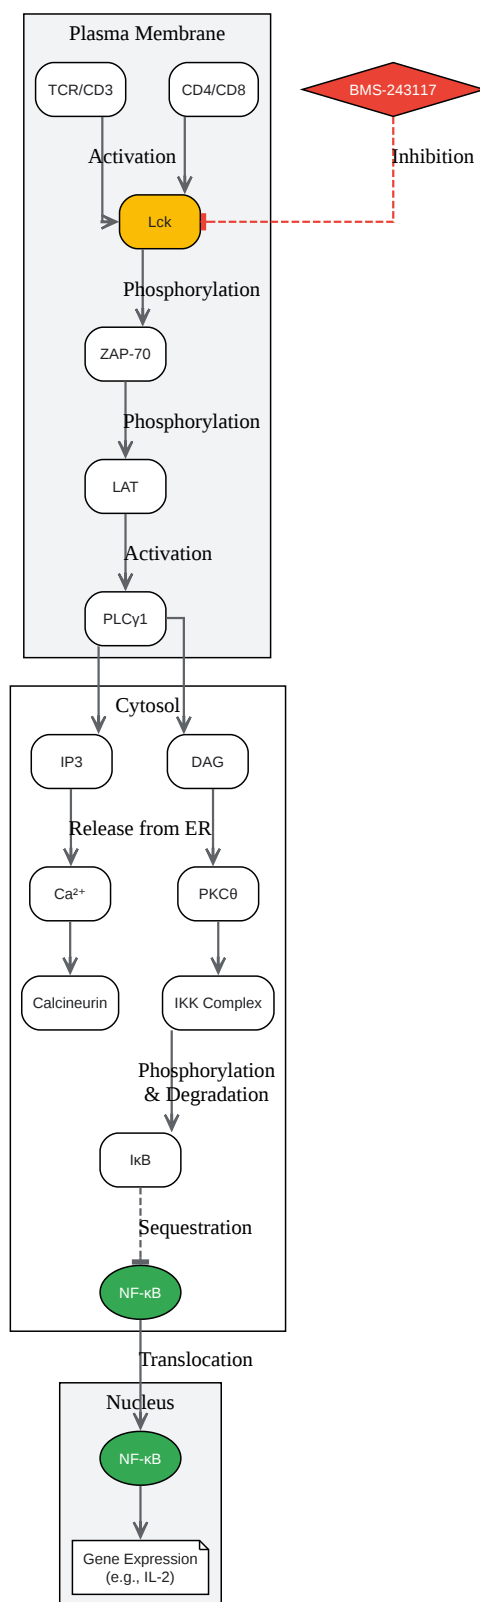 Plasma Membrane
TCR/CD3
CD4/CD8
BMS-243117
Activation
Inhibition
Lck
Phosphorylation
ZAP-70
Phosphorylation
LAT
Activation
PLCγ1
Cytosol
IP3
DAG
Release from ER
Ca²⁺
PKCθ
Calcineurin
IKK Complex
Phosphorylation
& Degradation
IκB
Sequestration
NF-κB
Translocation
Nucleus
NF-κB
Gene Expression
(e.g., IL-2)